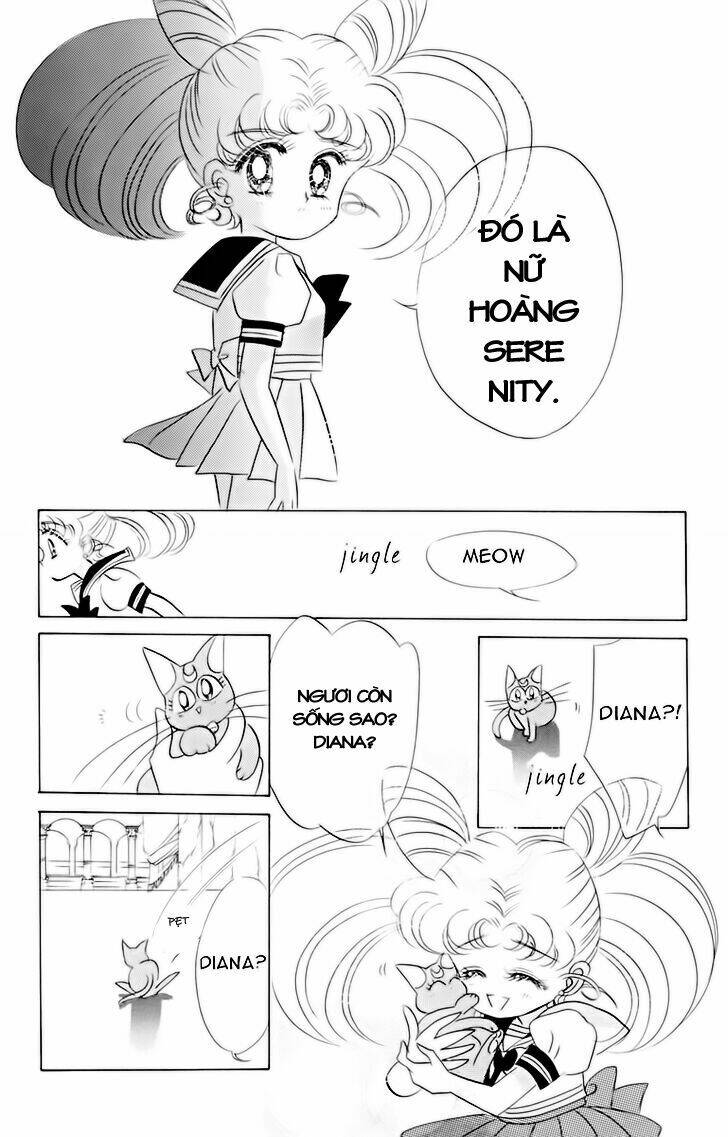 ĐÓ LÀ
NỮ
HOÀNG
SERE
NITY.
jingle
MEOW
DIANA?!
jingle
NGƯƠI CÒN
SỐNG SAO?
DIANA?
PẸT
DIANA?